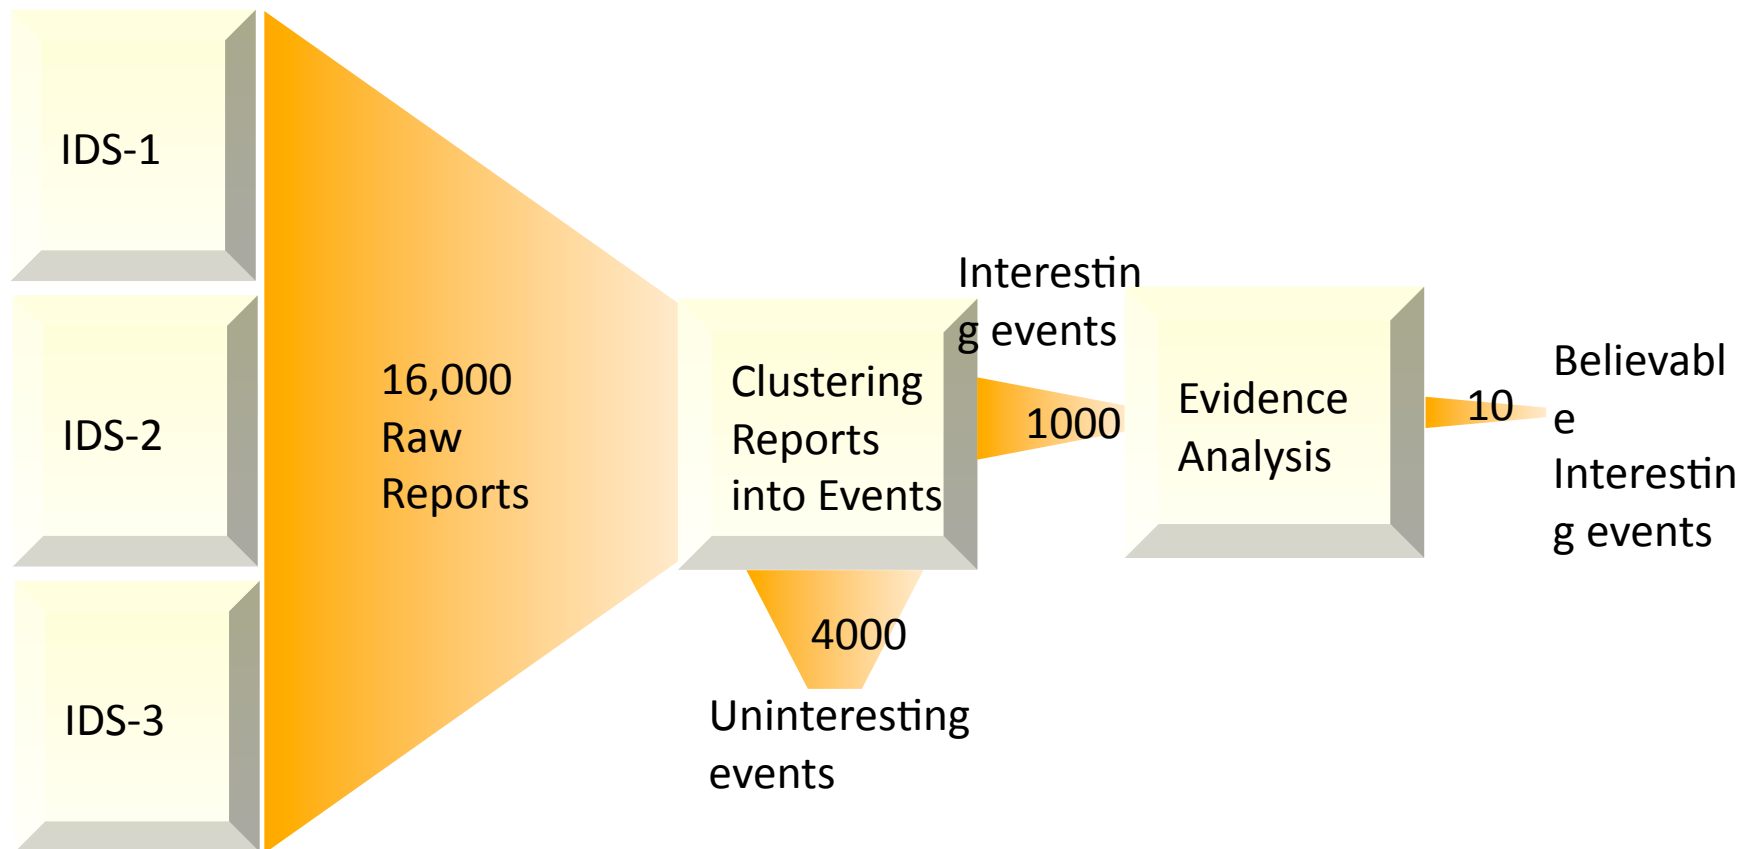 IDS-1
IDS-2
IDS-3
16,000
Raw
Reports
Clustering
Reports
into Events
Interestin
g events
1000
4000
Uninteresting
events
Evidence
Analysis
10
Believabl
e
Interestin
g events